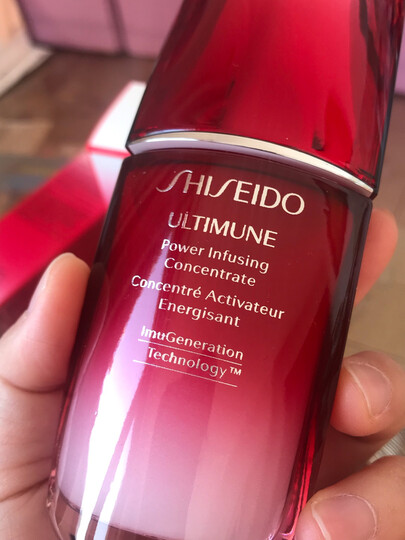 SHISEIDO
ULTIMUNE
Power Infusing
Concentrate
Concentré Activateur
Energisant
ImuGeneration
Technology™